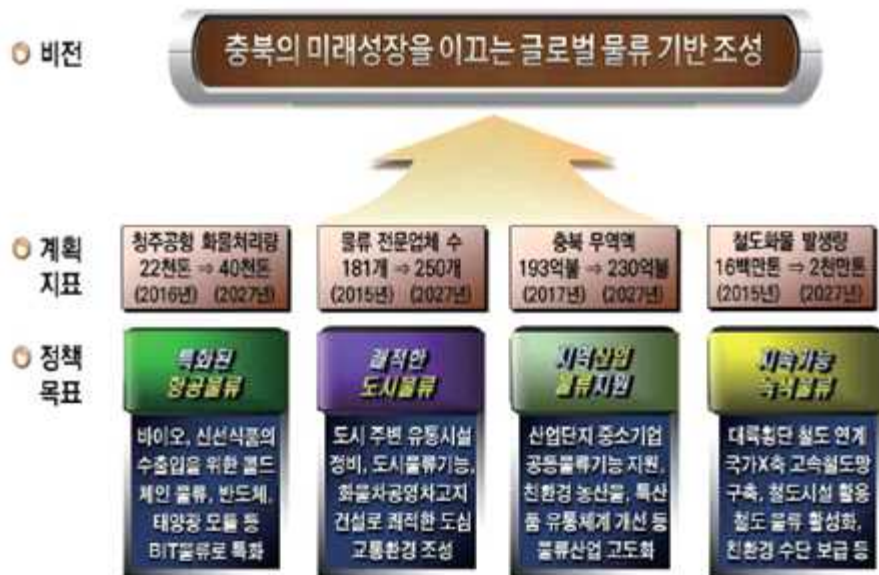 비전
충북의 미래성장을 이끄는 글로벌 물류 기반 조성
계획
지표
청주공항 화물처리량
22천톤 ⇒ 40천톤
(2016년) (2027년)
물류 전문업체 수
181개 ⇒ 250개
(2015년) (2027년)
충북 무역액
193억불 ⇒ 230억불
(2017년) (2027년)
철도화물 발생량
16백만톤 ⇒ 2천만톤
(2015년) (2027년)
정책
목표
특화된
항공물류
바이오, 신선식품의
수출입을 위한 콜드
체인 물류, 반도체,
태양광 모듈 등
BIT물류로 특화
쾌적한
도시물류
도시 주변 유통시설
정비, 도시물류기능,
화물차공영차고지
건설로 쾌적한 도심
교통환경 조성
지역산업
물류지원
산업단지 중소기업
공동물류기능 지원,
친환경 농산물, 특산
품 유통체계 개선 등
물류산업 고도화
지속가능
녹색물류
대륙횡단 철도 연계
국가X축 고속철도망
구축, 철도시설 활용
철도 물류 활성화,
친환경 수단 보급 등